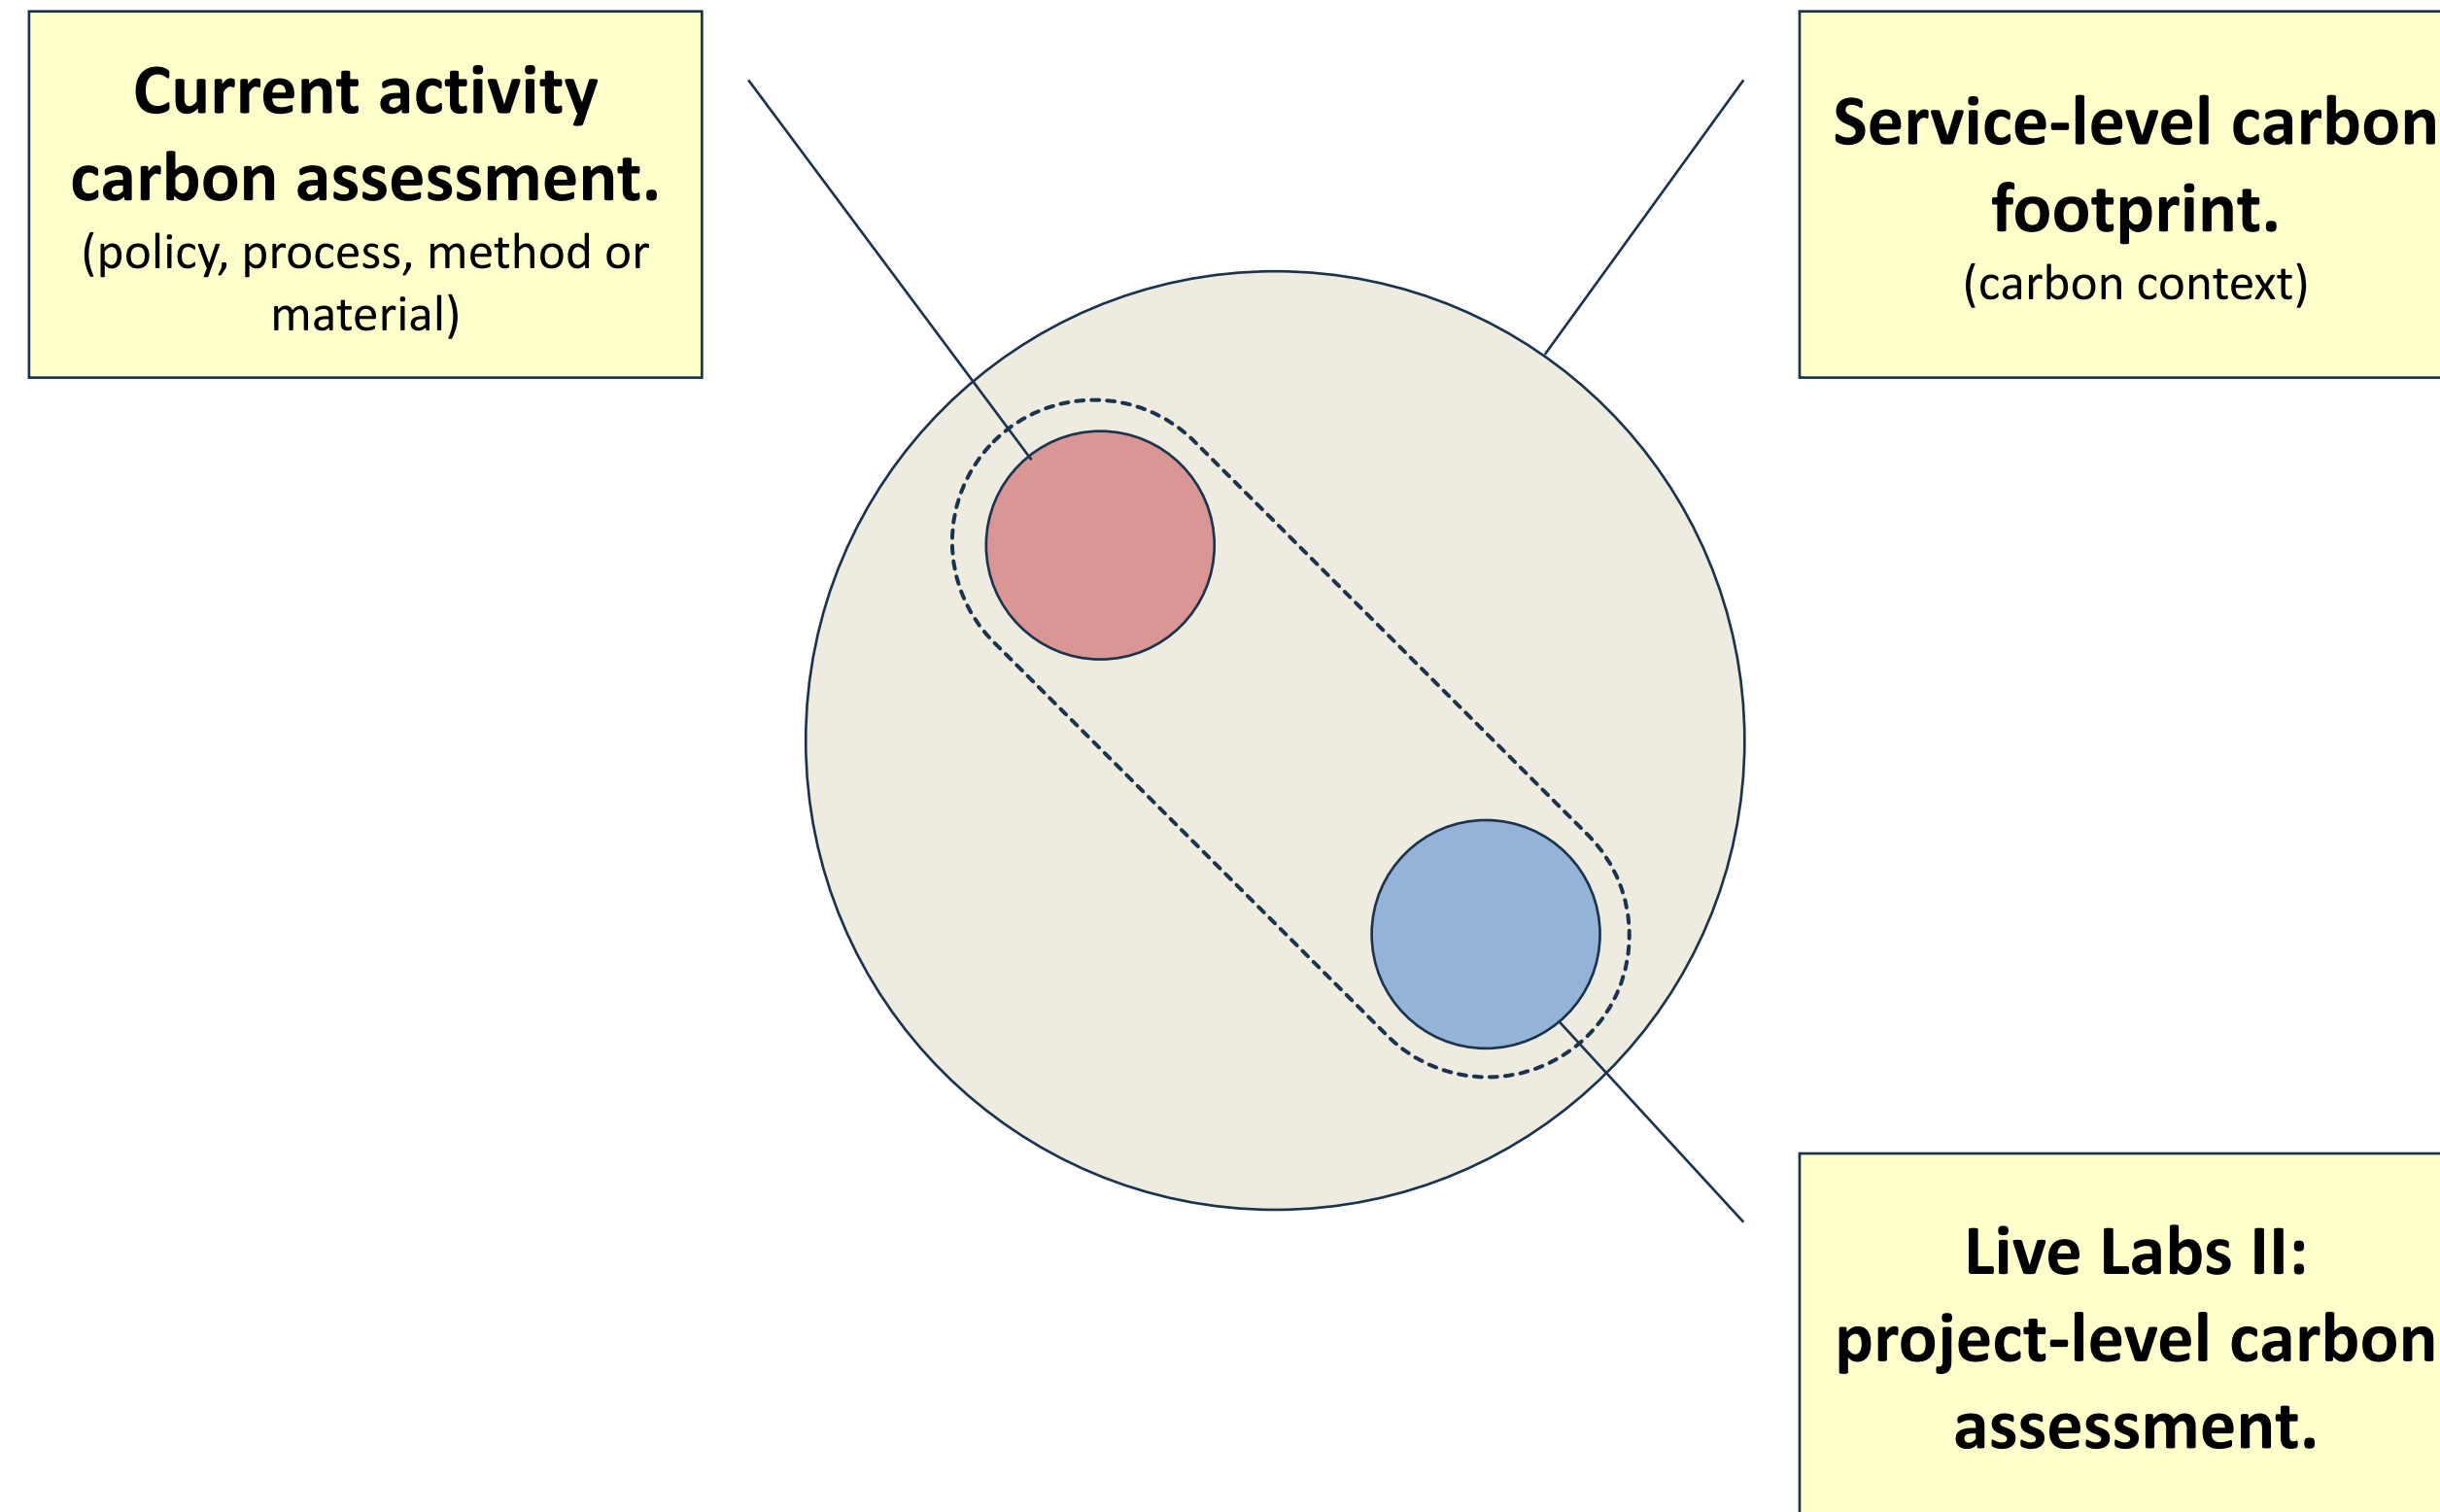 Current activity
carbon assessment.
(policy, process, method or
material)
Service-level carbon
footprint.
(carbon context)
Live Labs II:
project-level carbon
assessment.